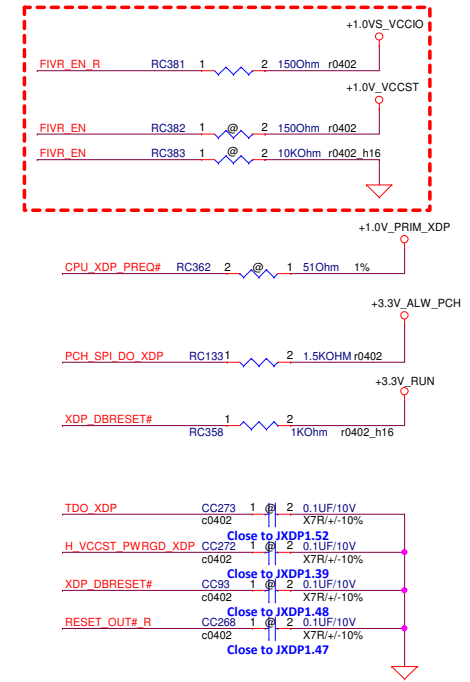 +1.0VS_VCCIO
FIVR_EN_R RC381 1 2 150Ohm r0402
+1.0V_VCCST
FIVR_EN RC382 1 @ 2 150Ohm r0402
FIVR_EN RC383 1 @ 2 10KOhm r0402_h16
+1.0V_PRIM_XDP
CPU_XDP_PREQ# RC362 2 @ 1 51Ohm 1%
+3.3V_ALW_PCH
PCH_SPI_DO_XDP RC133 1 2 1.5KOHM r0402
+3.3V_RUN
XDP_DBRESET# 1 2
RC358 1KOhm r0402_h16
TDO_XDP CC273 1 @ 2 0.1UF/10V
c0402 X7R/+/-10%
Close to JXDP1.52
H_VCCST_PWRGD_XDP CC272 1 @ 2 0.1UF/10V
c0402 X7R/+/-10%
Close to JXDP1.39
XDP_DBRESET# CC93 1 @ 2 0.1UF/10V
c0402 X7R/+/-10%
Close to JXDP1.48
RESET_OUT#_R CC268 1 @ 2 0.1UF/10V
c0402 X7R/+/-10%
Close to JXDP1.47